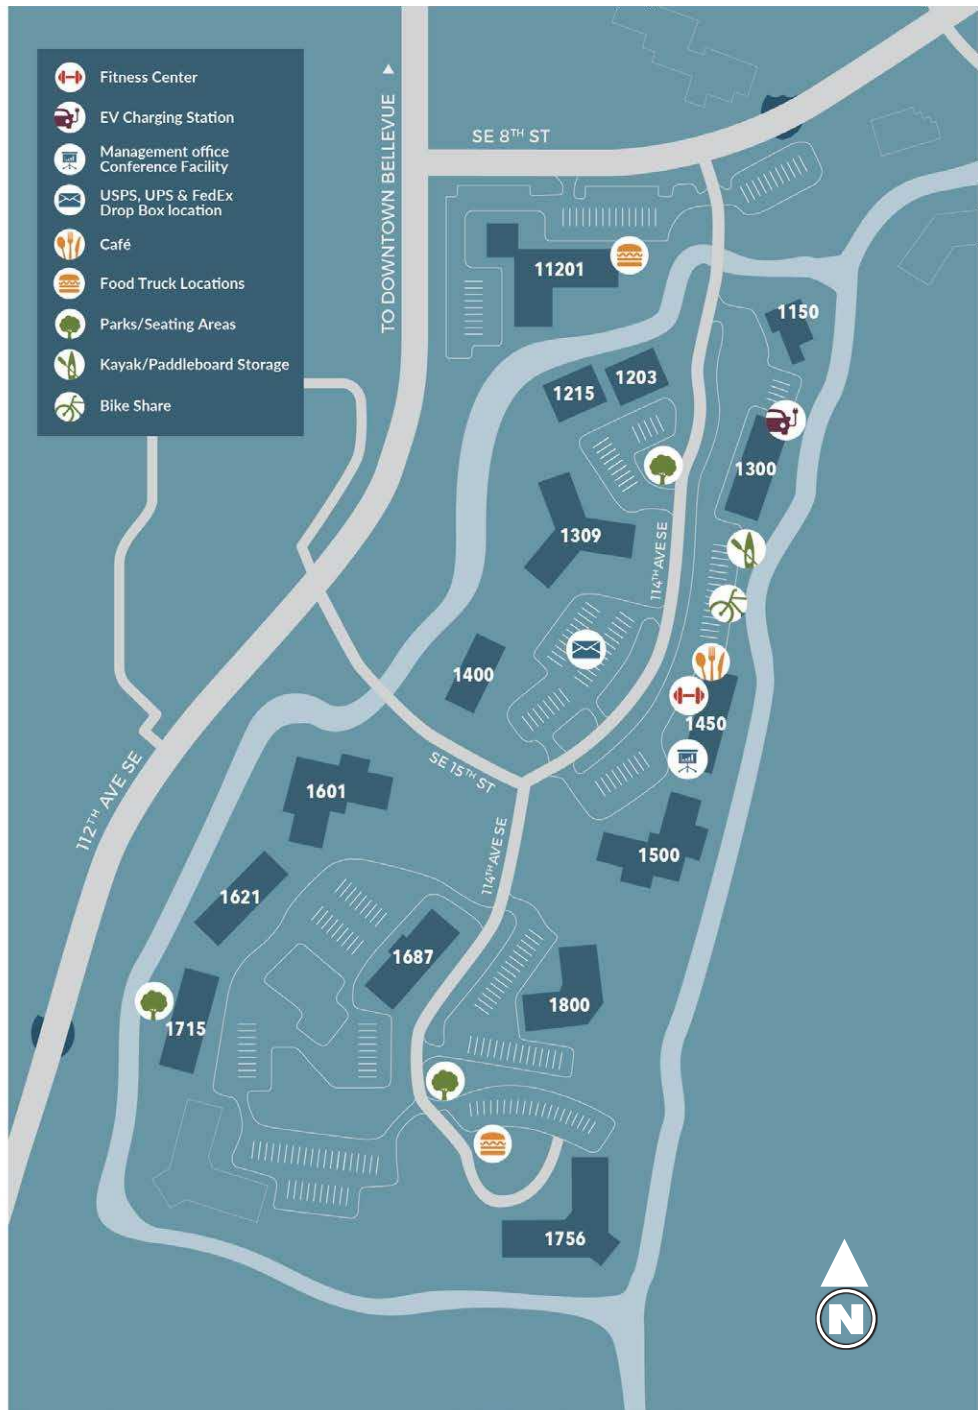 Fitness Center
EV Charging Station
Management office
Conference Facility
USPS, UPS & FedEx
Drop Box location
Café
Food Truck Locations
Parks/Seating Areas
Kayak/Paddleboard Storage
Bike Share
TO DOWNTOWN BELLEVUE
SE 8TH ST
11201
1150
1203
1215
1300
1309
114TH AVE SE
1400
1450
SE 15TH ST
112TH AVE SE
1601
114TH AVE SE
1500
1621
1687
1800
1715
1756
N